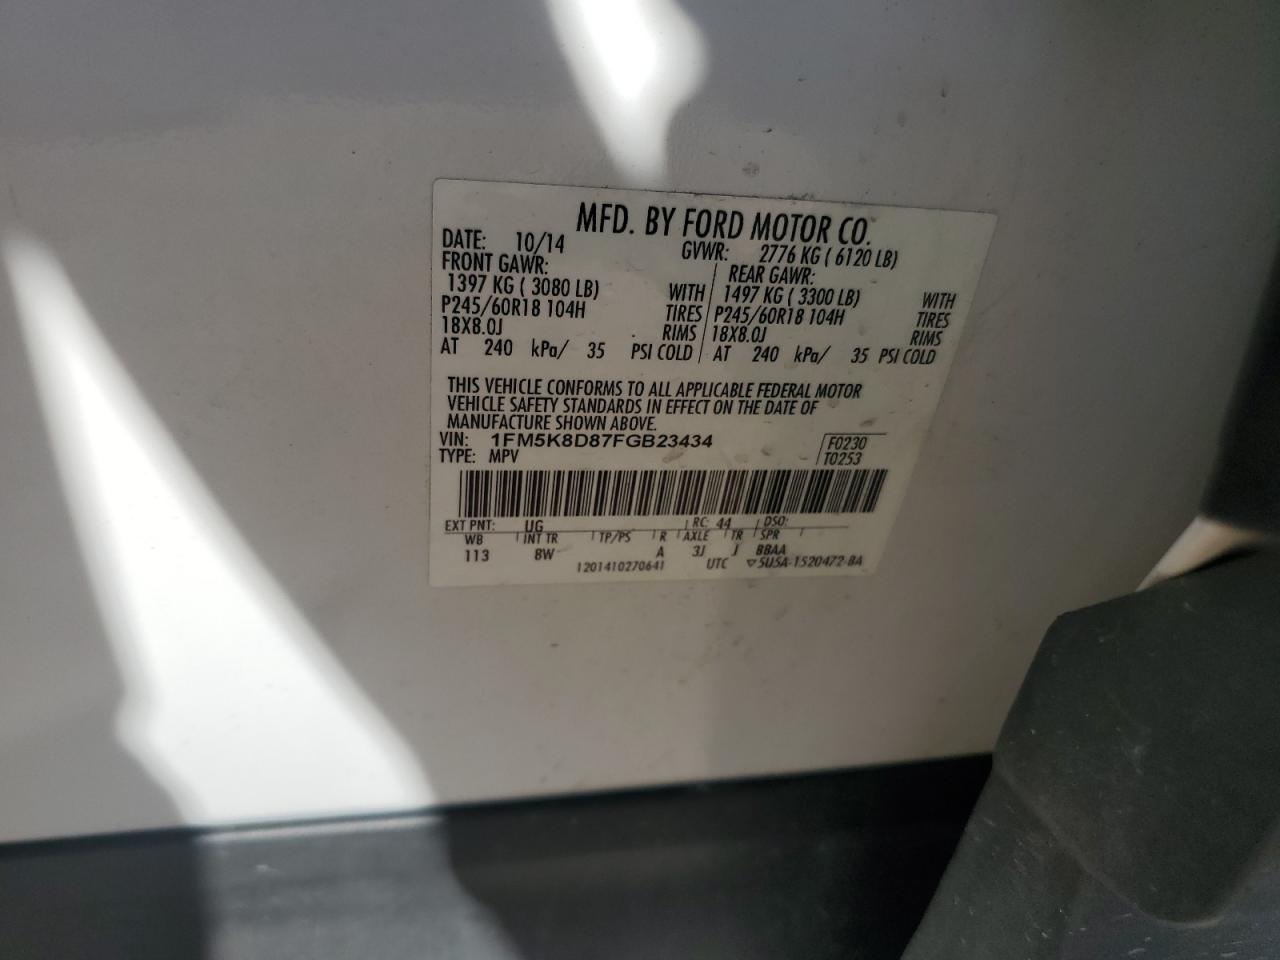 MFD. BY FORD MOTOR CO.
DATE: 10/14 GVWR: 2776 KG ( 6120 LB)
FRONT GAWR: REAR GAWR:
1397 KG ( 3080 LB) WITH 1497 KG ( 3300 LB) WITH
P245/60R18 104H TIRES P245/60R18 104H TIRES
18X8.0J RIMS 18X8.0J RIMS
AT 240 kPa/ 35 PSI COLD AT 240 kPa/ 35 PSI COLD
THIS VEHICLE CONFORMS TO ALL APPLICABLE FEDERAL MOTOR
VEHICLE SAFETY STANDARDS IN EFFECT ON THE DATE OF
MANUFACTURE SHOWN ABOVE.
VIN: 1FM5K8D87FGB23434 F0230
TYPE: MPV T0253
EXT PNT: UG RC: 44 DSO:
WB INT TR TP/PS R AXLE TR SPR
113 8W A 3J J BBAA
1201410270641 UTC ▽5U5A-1520472-BA